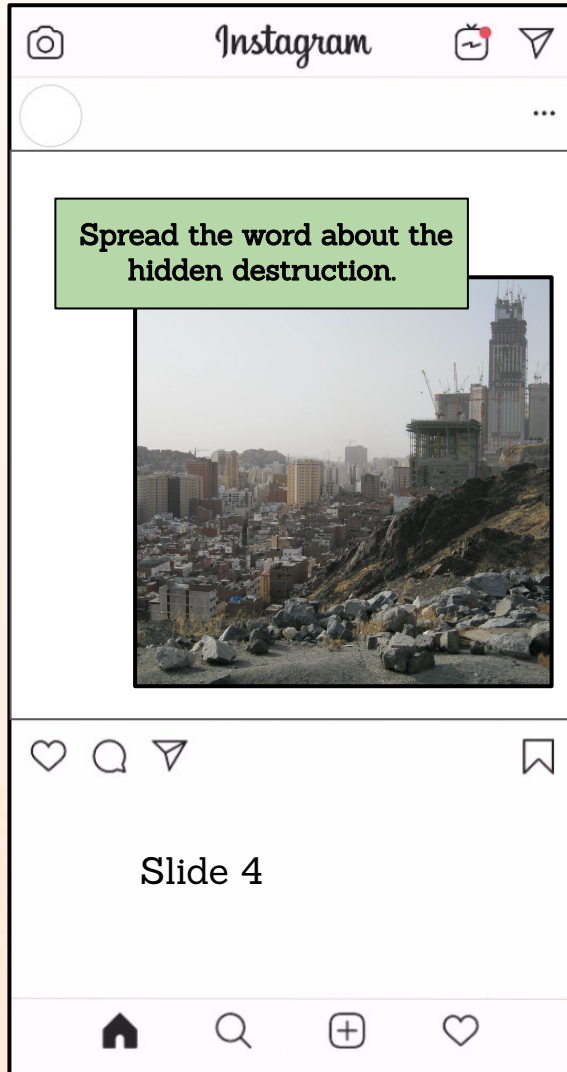 Instagram
Spread the word about the
hidden destruction.
Slide 4